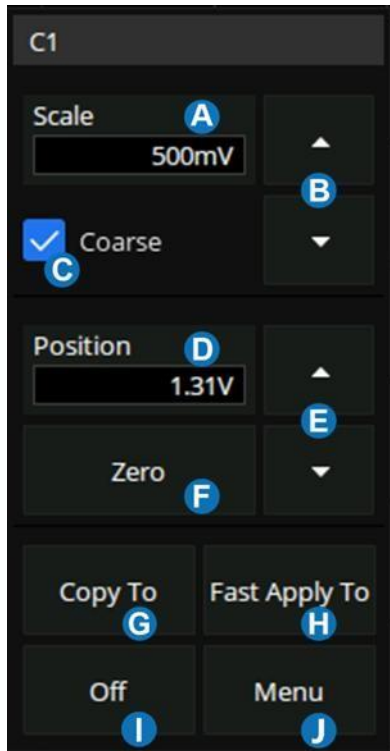 C1
Scale
A
500mV
B
Coarse
C
Position
D
1.31V
E
Zero
F
Copy To
Fast Apply To
G
H
Off
Menu
I
J